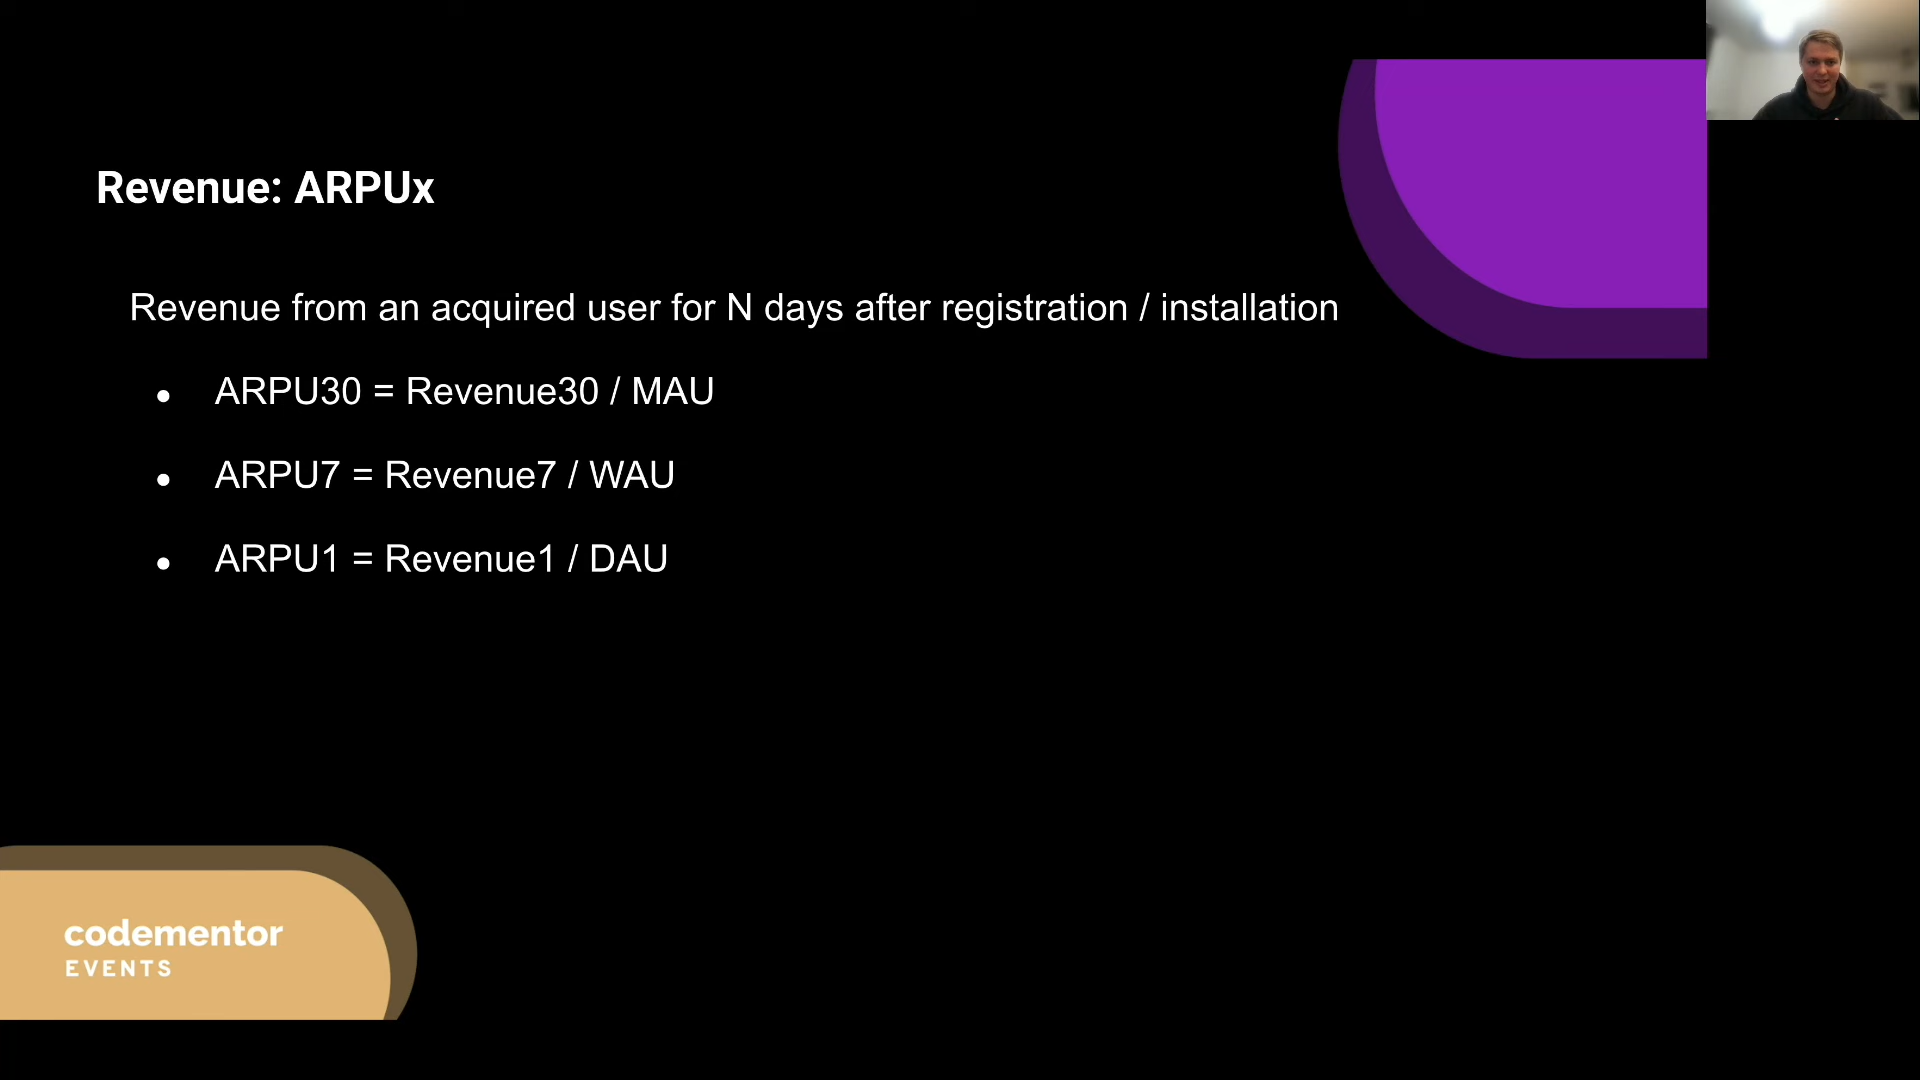 Revenue: ARPUx
Revenue from an acquired user for N days after registration / installation
● ARPU30 = Revenue30 / MAU
● ARPU7 = Revenue7 / WAU
● ARPU1 = Revenue1 / DAU
codementor
EVENTS